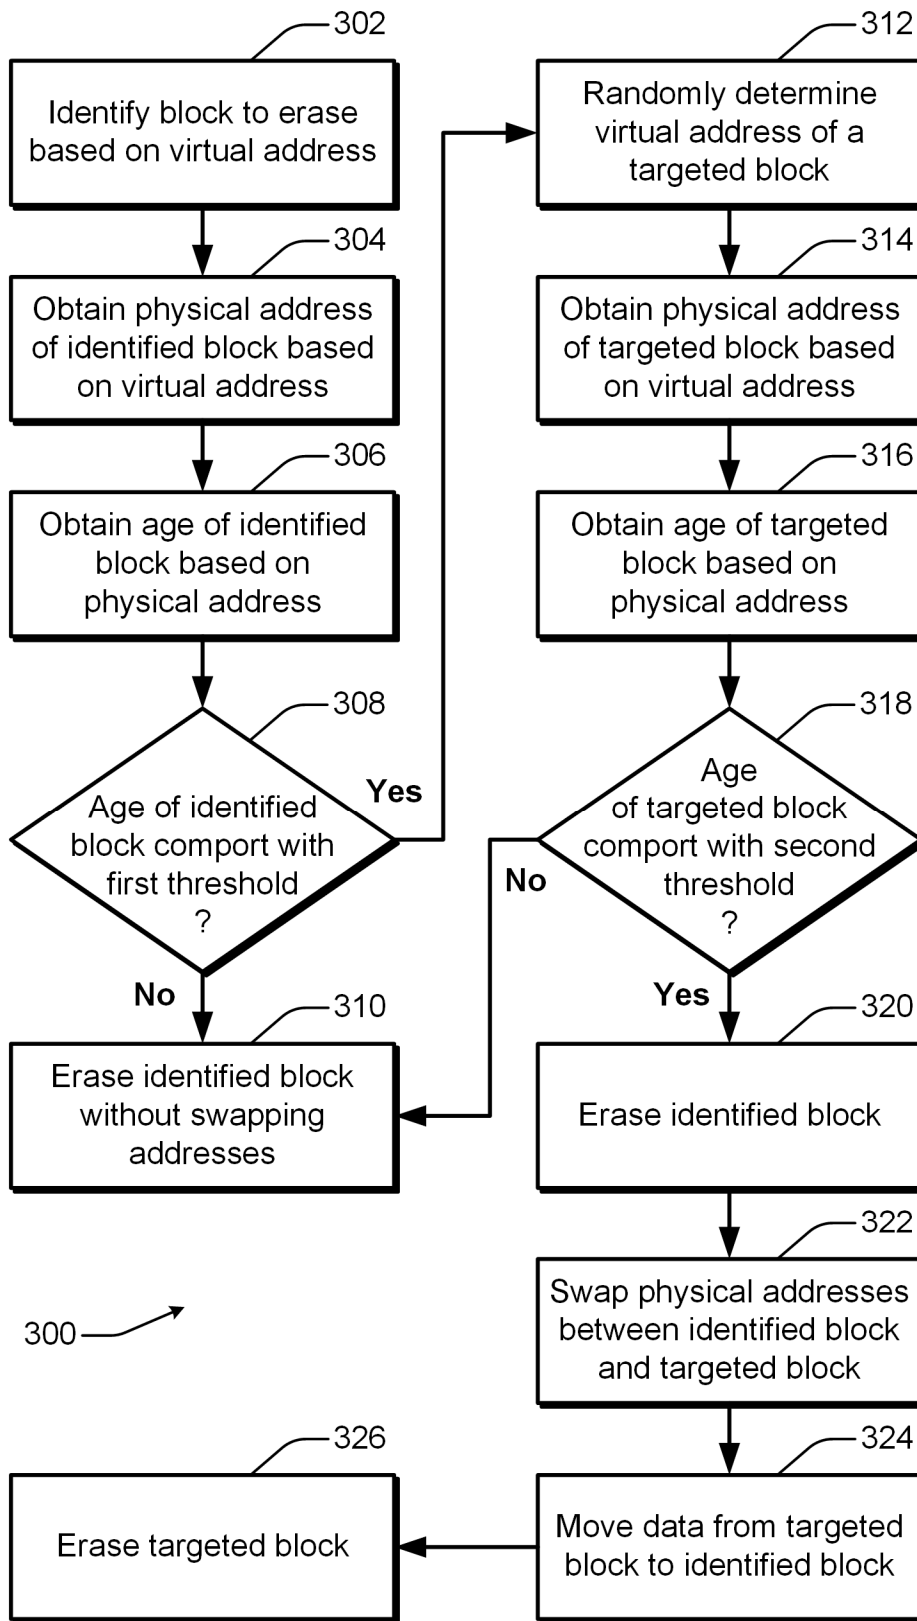 302
Identify block to erase
based on virtual address
304
Obtain physical address
of identified block based
on virtual address
306
Obtain age of identified
block based on
physical address
308
Age of identified
block comport with
first threshold
?
Yes
No
310
Erase identified block
without swapping
addresses
312
Randomly determine
virtual address of a
targeted block
314
Obtain physical address
of targeted block based
on virtual address
316
Obtain age of targeted
block based on
physical address
318
Age
of targeted block
comport with second
threshold
?
No
Yes
320
Erase identified block
322
Swap physical addresses
between identified block
and targeted block
324
Move data from targeted
block to identified block
326
Erase targeted block
300